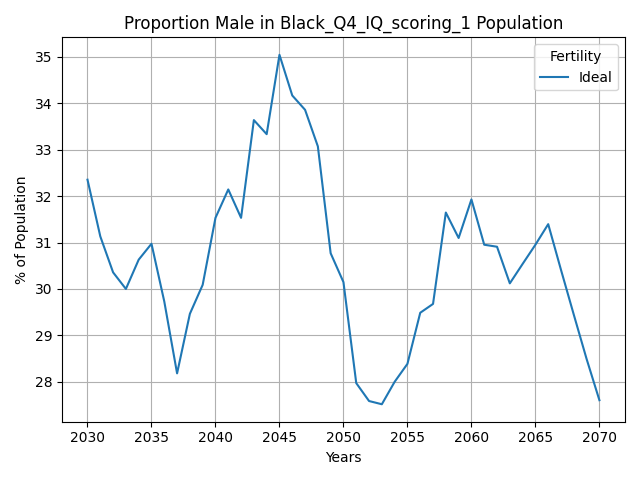 Proportion Male in Black_Q4_IQ_scoring_1 Population
Fertility
Ideal
% of Population
35
34
33
32
31
30
29
28
2030 2035 2040 2045 2050 2055 2060 2065 2070
Years